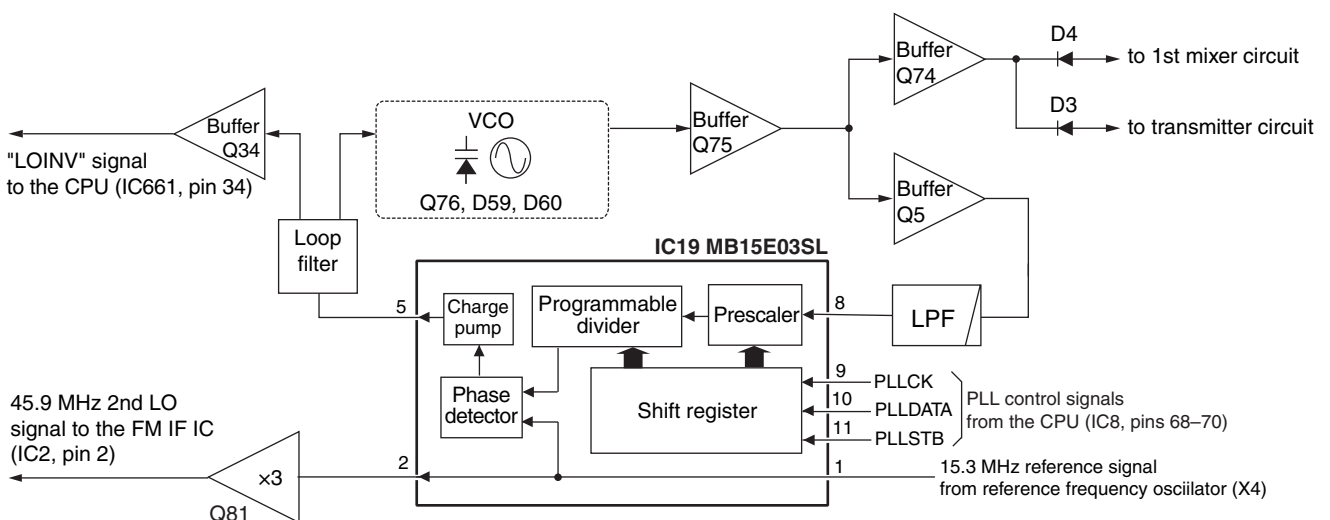 D4
Buffer
Q74
to 1st mixer circuit
D3
to transmitter circuit
Buffer
Q34
VCO
Q76, D59, D60
Buffer
Q75
"LOINV" signal
to the CPU (IC661, pin 34)
Buffer
Q5
Loop
filter
IC19 MB15E03SL
5
Charge
pump
Programmable
divider
Prescaler
8
LPF
Phase
detector
Shift register
9
PLLCK
10
PLLDATA
11
PLLSTB
PLL control signals
from the CPU (IC8, pins 68–70)
45.9 MHz 2nd LO
signal to the FM IF IC
(IC2, pin 2)
×3
Q81
2
1
15.3 MHz reference signal
from reference frequency osciilator (X4)